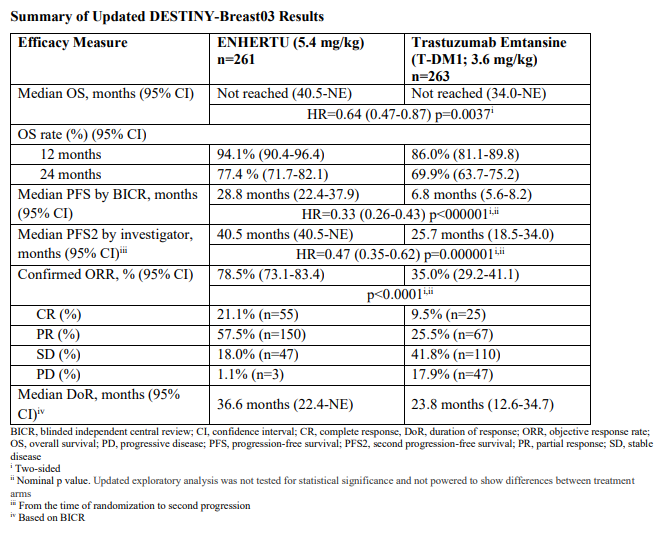 Summary of Updated DESTINY-Breast03 Results
Efficacy Measure ENHERTU (5.4 mg/kg) n=261 Trastuzumab Emtansine (T-DM1; 3.6 mg/kg) n=263
Median OS, months (95% CI) Not reached (40.5-NE) Not reached (34.0-NE)
HR=0.64 (0.47-0.87) p=0.0037i
OS rate (%) (95% CI)
12 months 94.1% (90.4-96.4) 86.0% (81.1-89.8)
24 months 77.4 % (71.7-82.1) 69.9% (63.7-75.2)
Median PFS by BICR, months (95% CI) 28.8 months (22.4-37.9) 6.8 months (5.6-8.2)
HR=0.33 (0.26-0.43) p<000001i,ii
Median PFS2 by investigator, months (95% CI)iii 40.5 months (40.5-NE) 25.7 months (18.5-34.0)
HR=0.47 (0.35-0.62) p=0.000001i,ii
Confirmed ORR, % (95% CI) 78.5% (73.1-83.4) 35.0% (29.2-41.1)
p<0.0001i,ii
CR (%) 21.1% (n=55) 9.5% (n=25)
PR (%) 57.5% (n=150) 25.5% (n=67)
SD (%) 18.0% (n=47) 41.8% (n=110)
PD (%) 1.1% (n=3) 17.9% (n=47)
Median DoR, months (95% CI)iv 36.6 months (22.4-NE) 23.8 months (12.6-34.7)
BICR, blinded independent central review; CI, confidence interval; CR, complete response, DoR, duration of response; ORR, objective response rate;
OS, overall survival; PD, progressive disease; PFS, progression-free survival; PFS2, second progression-free survival; PR, partial response; SD, stable
disease
i Two-sided
ii Nominal p value. Updated exploratory analysis was not tested for statistical significance and not powered to show differences between treatment
arms
iii From the time of randomization to second progression
iv Based on BICR